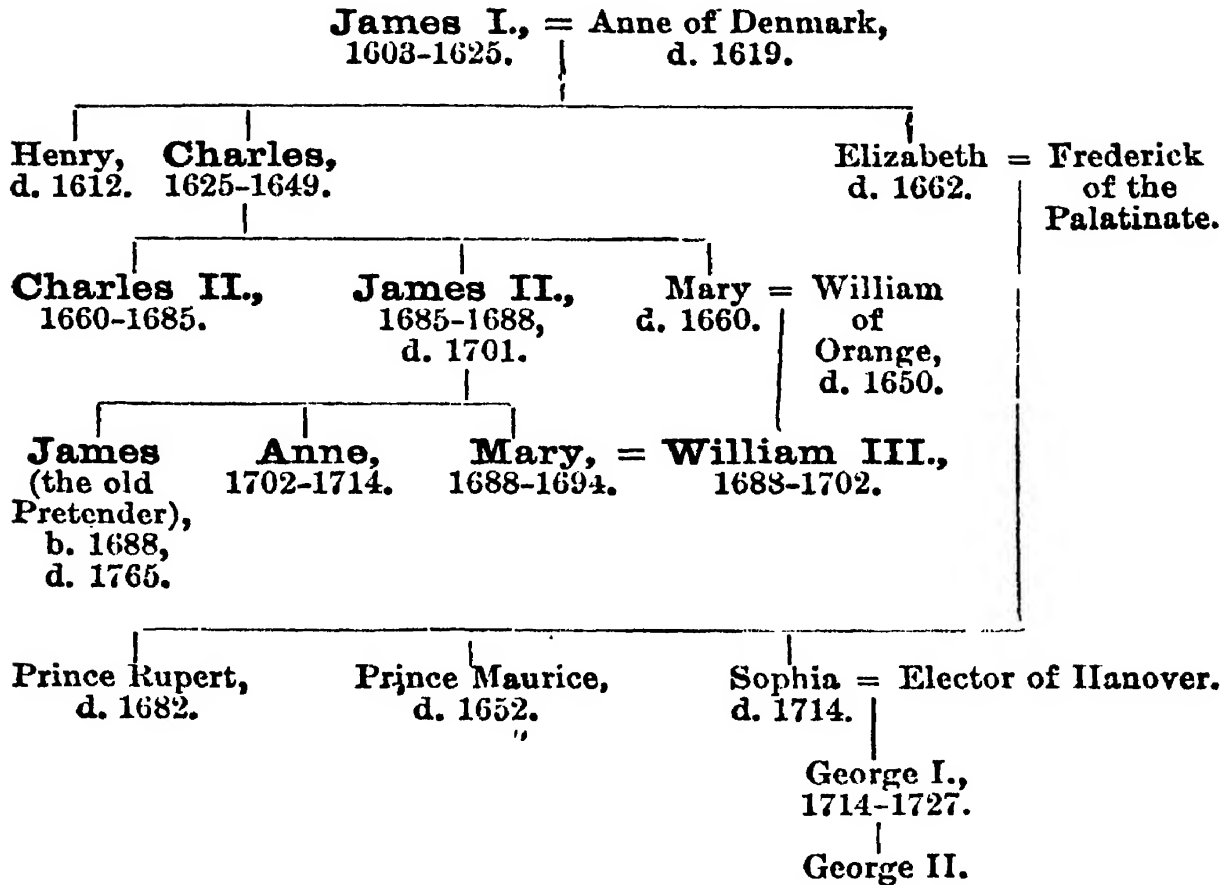 James I., = Anne of Denmark,
1603-1625. d. 1619.
Henry, Charles, Elizabeth = Frederick
d. 1612. 1625-1649. d. 1662. of the
Palatinate.
Charles II., James II., Mary = William
1660-1685. 1685-1688, d. 1660. of
d. 1701. Orange,
d. 1650.
James Anne, Mary, = William III.,
(the old 1702-1714. 1688-1694. 1688-1702.
Pretender),
b. 1688,
d. 1765.
Prince Rupert, Prince Maurice, Sophia = Elector of Hanover.
d. 1682. d. 1652. d. 1714.
George I.,
1714-1727.
George II.